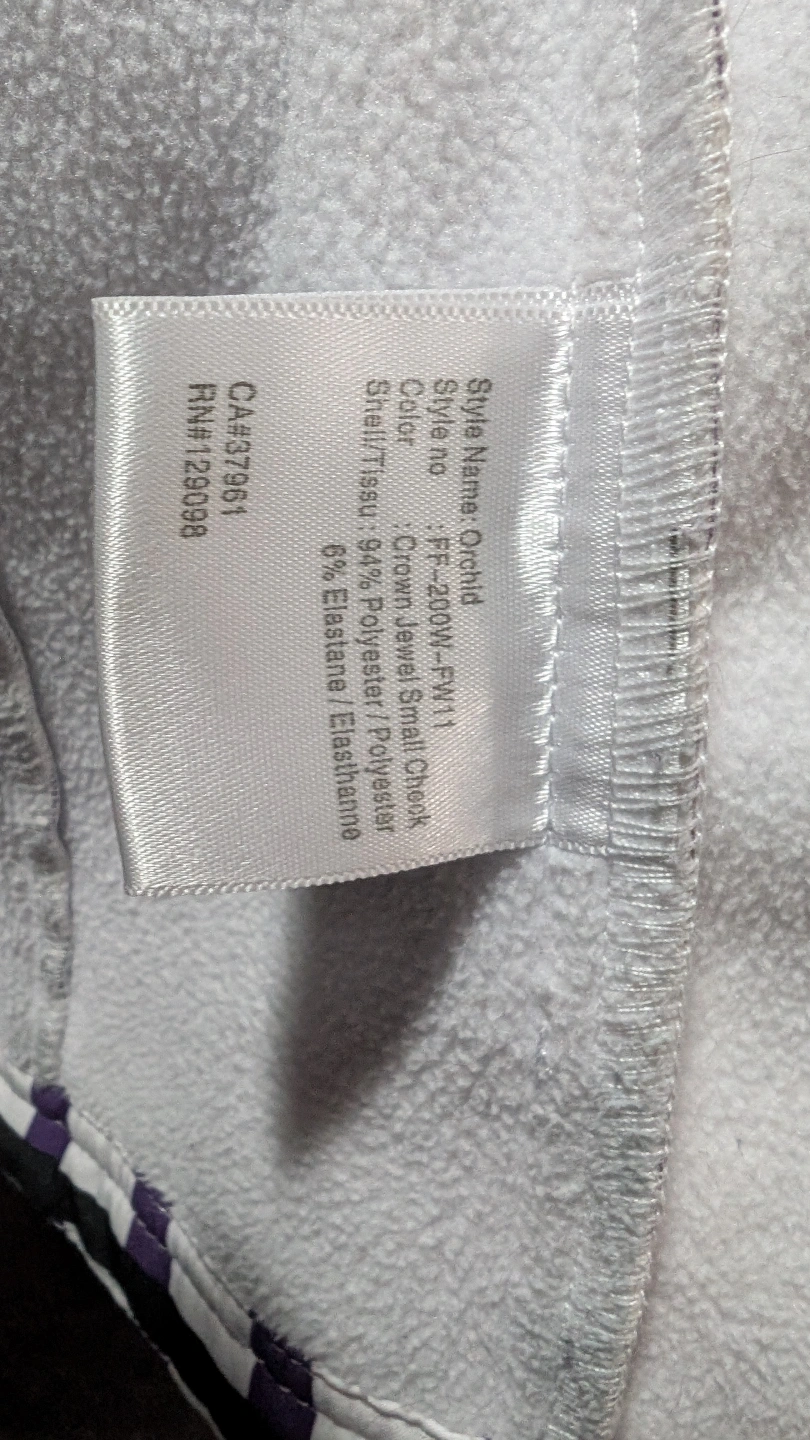 Style Name: Orchid
Style no : FF-200W-FW11
Color : Crown Jewel Small Check
Shell/Tissu: 94% Polyester / Polyester
6% Elastane / Elasthanne
CA#37961
RN#129098